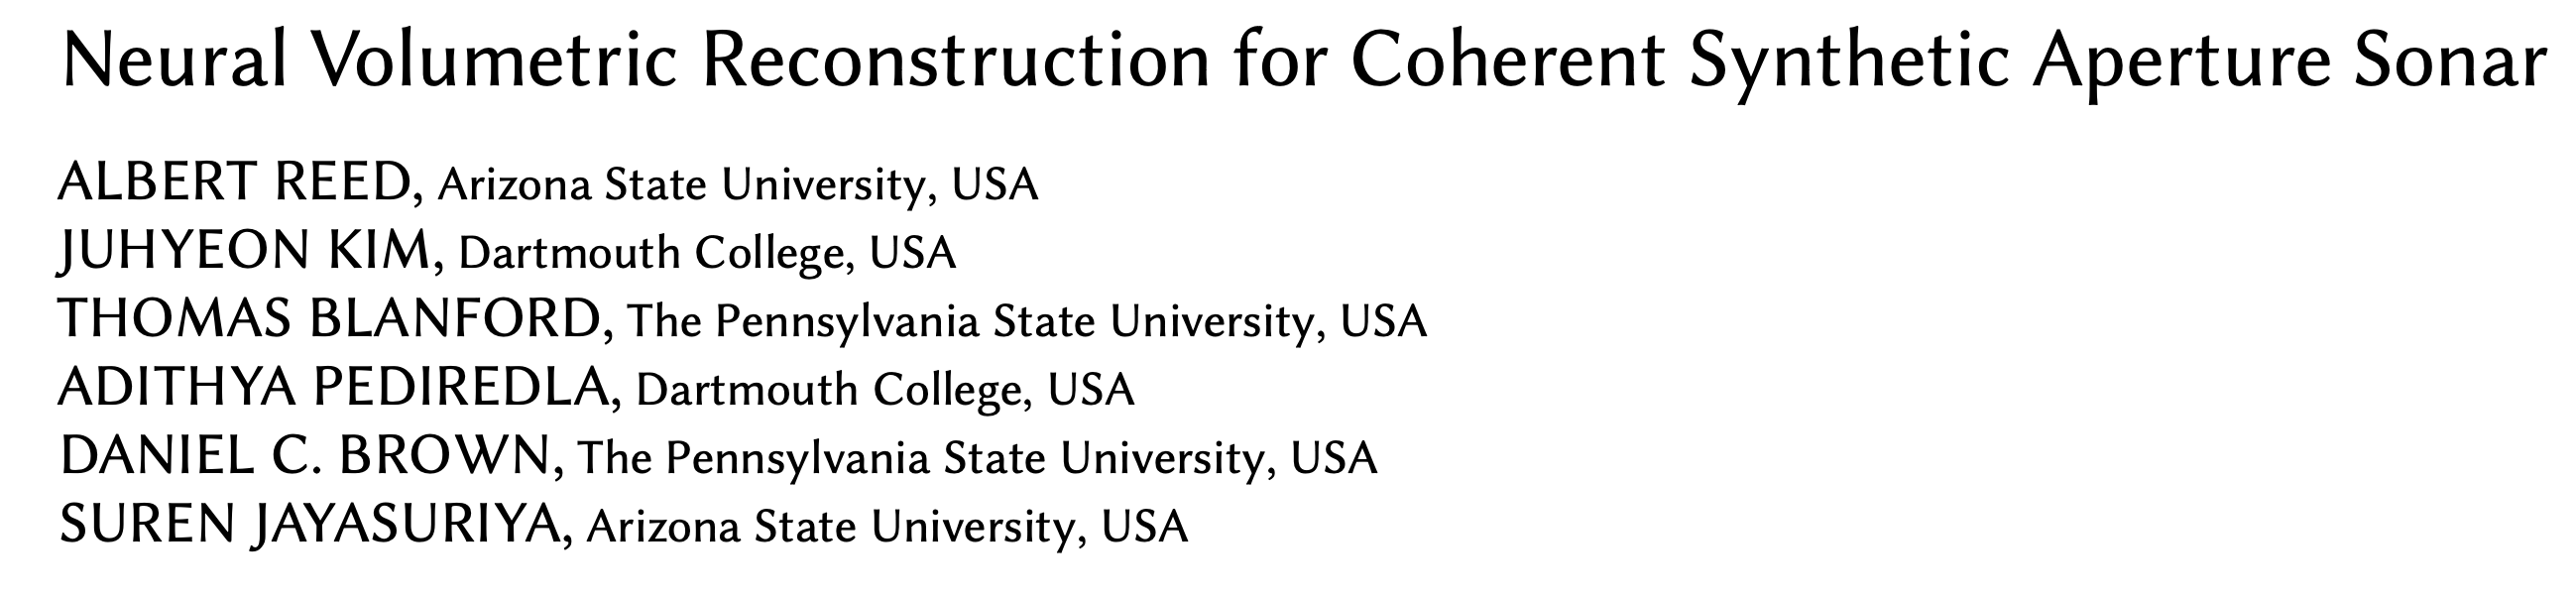 Neural Volumetric Reconstruction for Coherent Synthetic Aperture Sonar
ALBERT REED, Arizona State University, USA
JUHYEON KIM, Dartmouth College, USA
THOMAS BLANFORD, The Pennsylvania State University, USA
ADITHYA PEDIREDLA, Dartmouth College, USA
DANIEL C. BROWN, The Pennsylvania State University, USA
SUREN JAYASURIYA, Arizona State University, USA